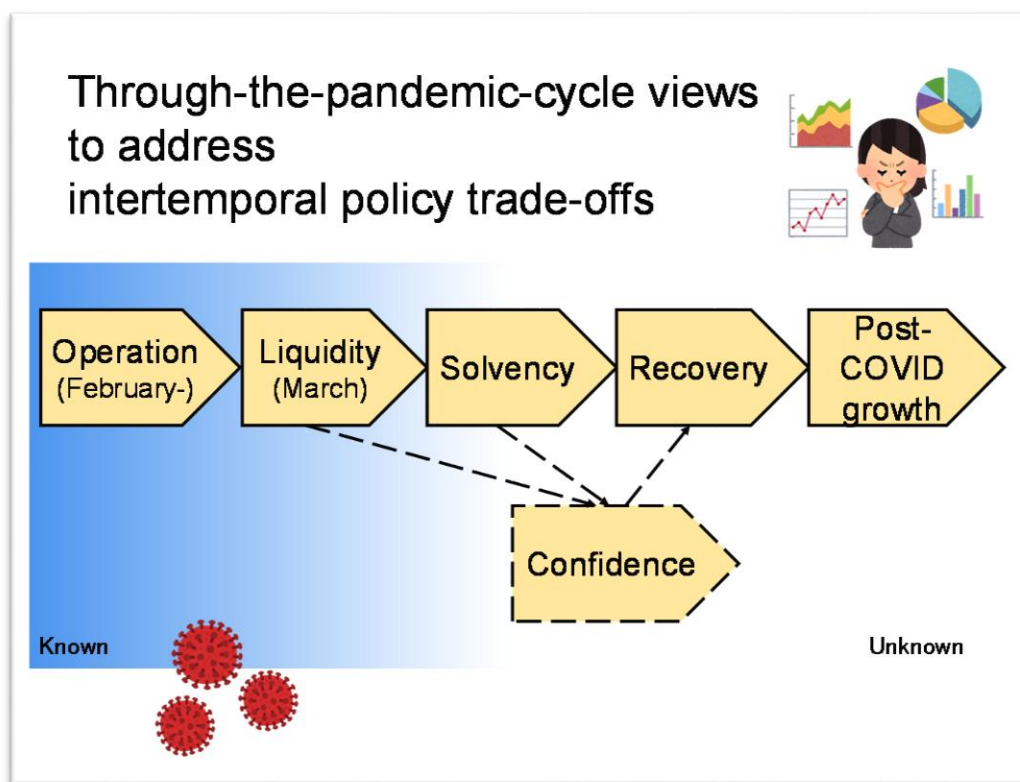 Through-the-pandemic-cycle views
to address
intertemporal policy trade-offs
Operation
(February-)
Liquidity
(March)
Solvency
Recovery
Post-
COVID
growth
Confidence
Known
Unknown